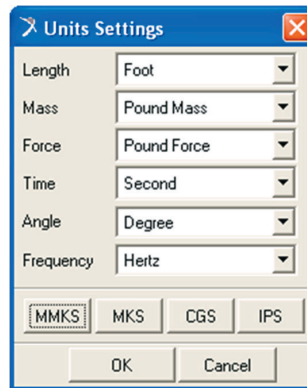 Units Settings
Length Foot
Mass Pound Mass
Force Pound Force
Time Second
Angle Degree
Frequency Hertz
MMKS MKS CGS IPS
OK Cancel